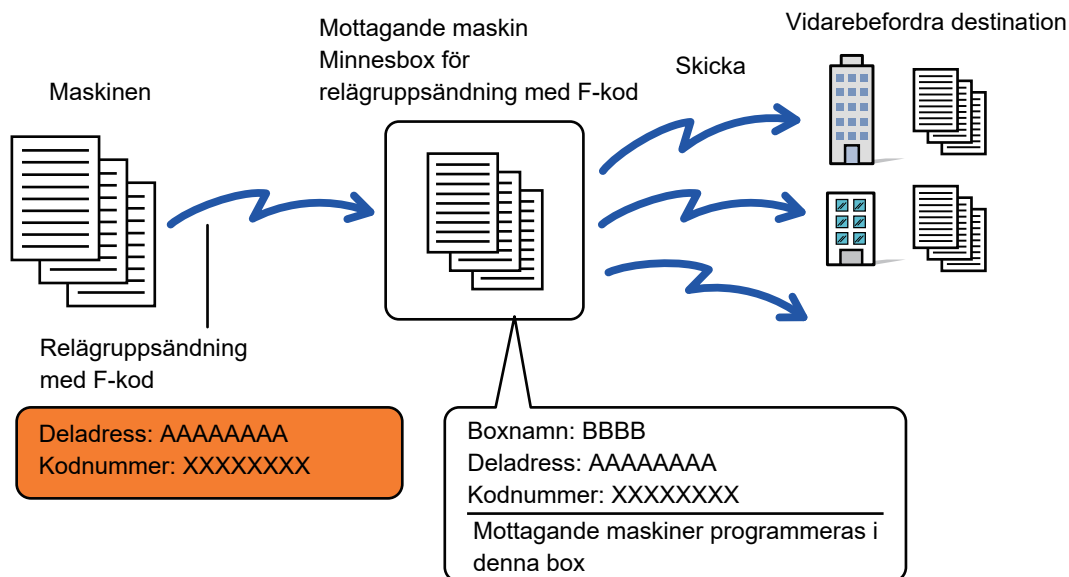 Maskinen
Mottagande maskin
Minnesbox för
relägruppsändning med F-kod
Skicka
Vidarebefordra destination
Relägruppsändning
med F-kod
Deladress: AAAAAAAA
Kodnummer: XXXXXXXX
Boxnamn: BBBB
Deladress: AAAAAAAA
Kodnummer: XXXXXXXX
Mottagande maskiner programmeras i
denna box